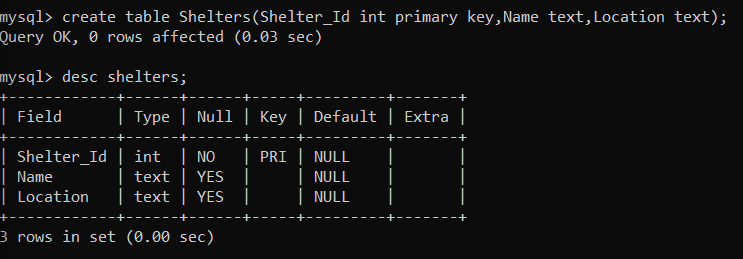 mysql> create table Shelters(Shelter_Id int primary key,Name text,Location text);
Query OK, 0 rows affected (0.03 sec)
mysql> desc shelters;
+------------+------+------+-----+---------+-------+
| Field      | Type | Null | Key | Default | Extra |
+------------+------+------+-----+---------+-------+
| Shelter_Id | int  | NO   | PRI | NULL    |       |
| Name       | text | YES  |     | NULL    |       |
| Location   | text | YES  |     | NULL    |       |
+------------+------+------+-----+---------+-------+
3 rows in set (0.00 sec)